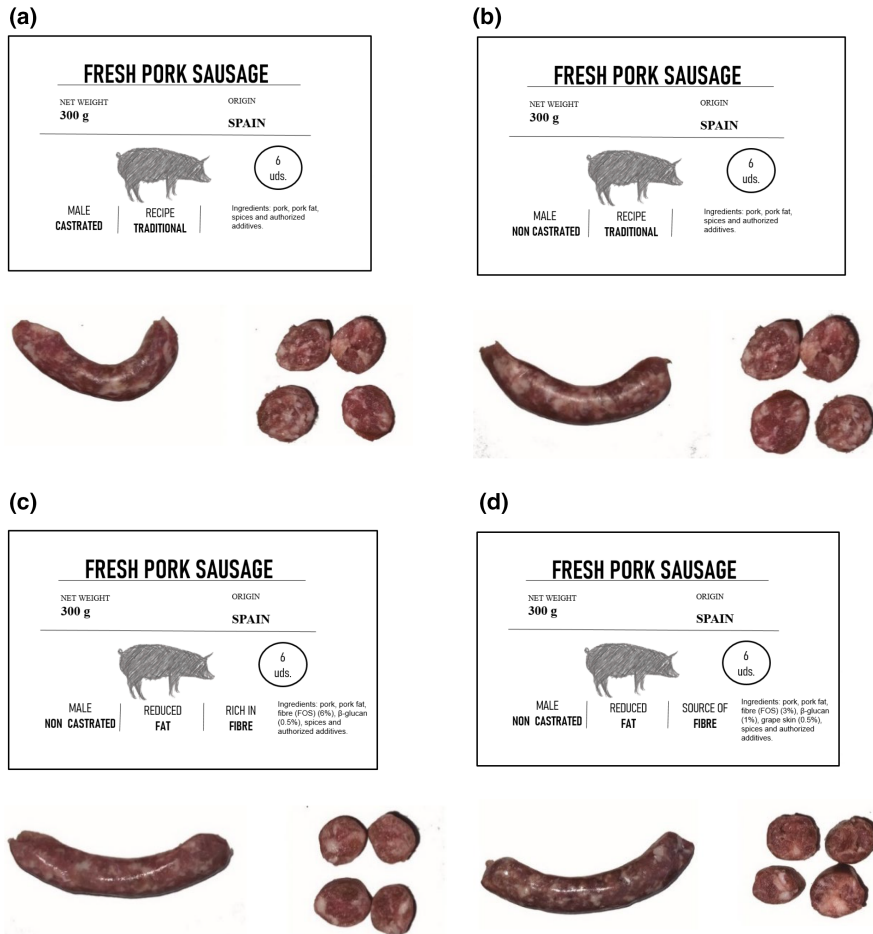 (a)
FRESH PORK SAUSAGE
NET WEIGHT
300 g
ORIGIN
SPAIN
6
uds.
MALE
CASTRATED
RECIPE
TRADITIONAL
Ingredients: pork, pork fat,
spices and authorized
additives.
(b)
FRESH PORK SAUSAGE
NET WEIGHT
300 g
ORIGIN
SPAIN
6
uds.
MALE
NON CASTRATED
RECIPE
TRADITIONAL
Ingredients: pork, pork fat,
spices and authorized
additives.
(c)
FRESH PORK SAUSAGE
NET WEIGHT
300 g
ORIGIN
SPAIN
6
uds.
MALE
NON CASTRATED
REDUCED
FAT
RICH IN
FIBRE
Ingredients: pork, pork fat,
fibre (FOS) (6%), β-glucan
(0.5%), spices and
authorized additives.
(d)
FRESH PORK SAUSAGE
NET WEIGHT
300 g
ORIGIN
SPAIN
6
uds.
MALE
NON CASTRATED
REDUCED
FAT
SOURCE OF
FIBRE
Ingredients: pork, pork fat,
fibre (FOS) (3%), β-glucan
(1%), grape skin (0.5%),
spices and authorized
additives.